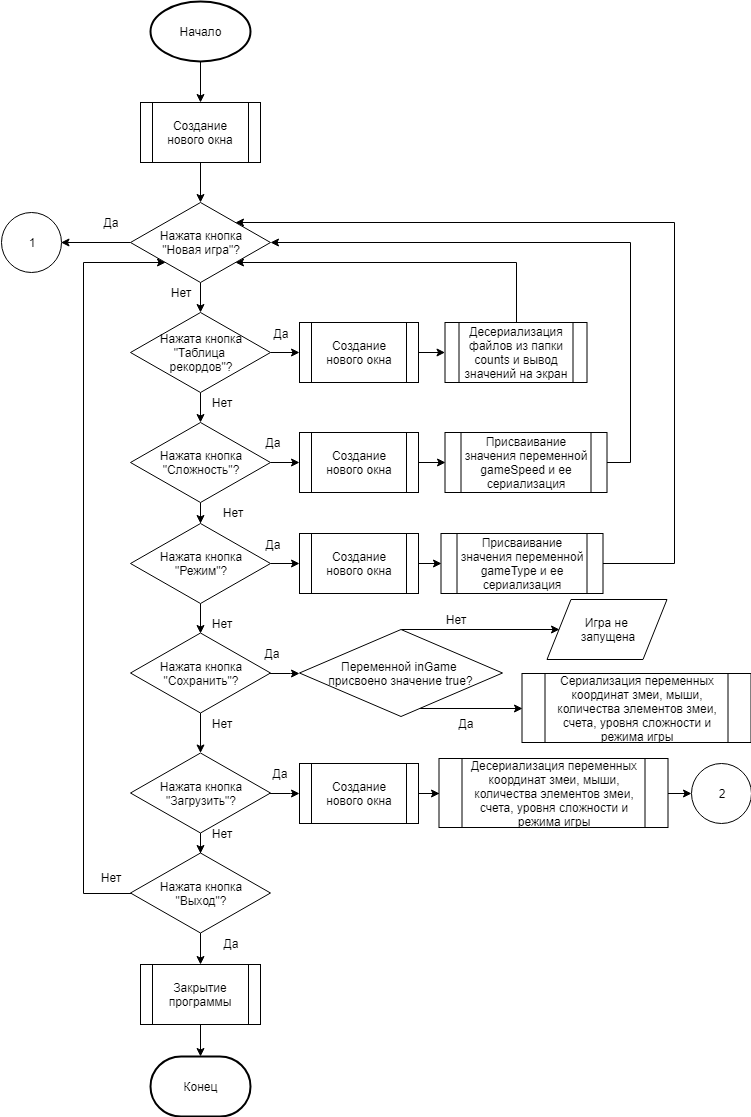 Начало
Создание
нового окна
Да
1
Нажата кнопка
"Новая игра"?
Нет
Нажата кнопка
"Таблица
рекордов"?
Да
Создание
нового окна
Десериализация
файлов из папки
counts и вывод
значений на экран
Нет
Нажата кнопка
"Сложность"?
Да
Создание
нового окна
Присваивание
значения переменной
gameSpeed и ее
сериализация
Нет
Нажата кнопка
"Режим"?
Да
Создание
нового окна
Присваивание
значения переменной
gameType и ее
сериализация
Нет
Нажата кнопка
"Сохранить"?
Да
Переменной inGame
присвоено значение true?
Нет
Игра не
запущена
Да
Сериализация переменных
координат змеи, мыши,
количества элементов змеи,
счета, уровня сложности и
режима игры
Нет
Нажата кнопка
"Загрузить"?
Да
Создание
нового окна
Десериализация переменных
координат змеи, мыши,
количества элементов змеи,
счета, уровня сложности и
режима игры
2
Нет
Нажата кнопка
"Выход"?
Нет
Да
Закрытие
программы
Конец